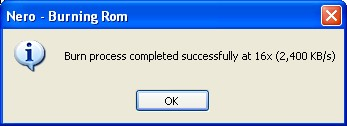 Nero - Burning Rom
Burn process completed successfully at 16x (2,400 KB/s)
OK